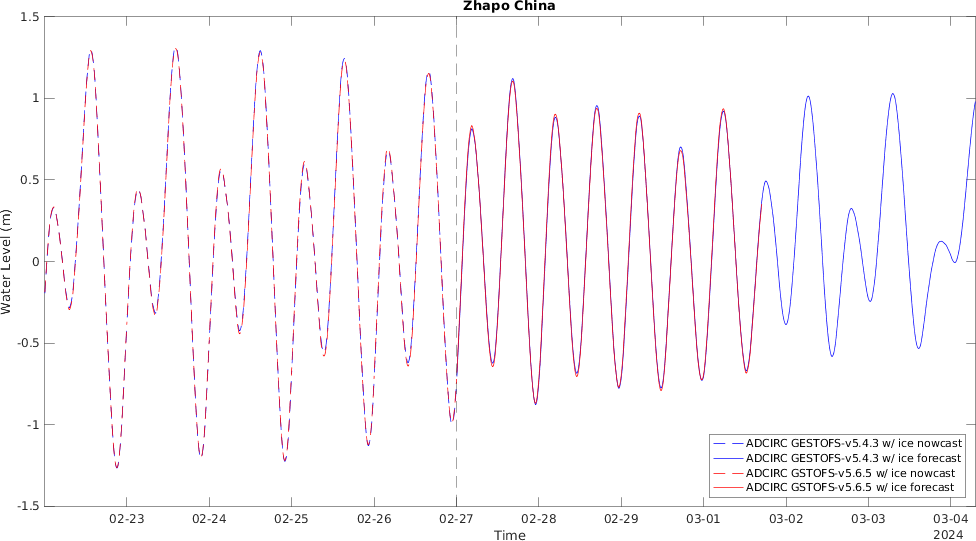 Zhapo China
1.5
1
0.5
0
-0.5
-1
-1.5
Water Level (m)
ADCIRC GESTOFS-v5.4.3 w/ ice nowcast
ADCIRC GESTOFS-v5.4.3 w/ ice forecast
ADCIRC GSTOFS-v5.6.5 w/ ice nowcast
ADCIRC GSTOFS-v5.6.5 w/ ice forecast
02-23 02-24 02-25 02-26 02-27 02-28 02-29 03-01 03-02 03-03 03-04
Time 2024